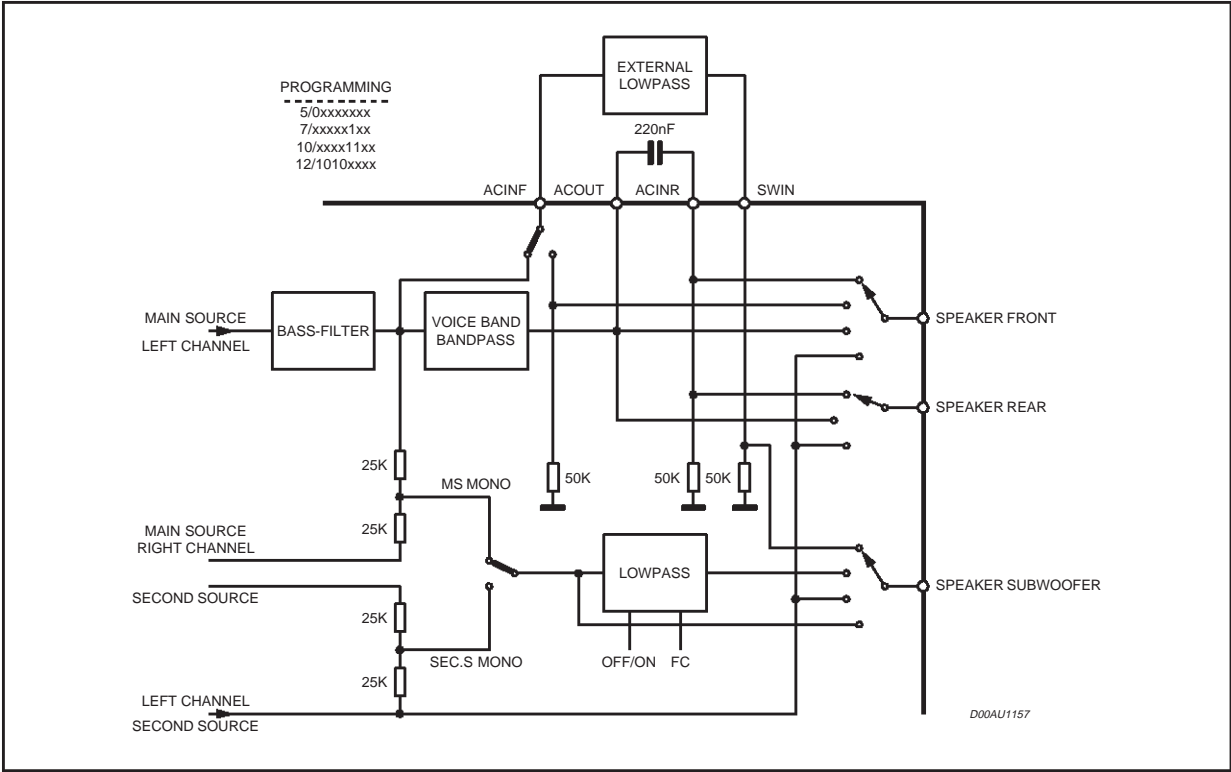 EXTERNAL
LOWPASS
PROGRAMMING
5/0xxxxxxx
7/xxxxx1xx
10/xxxx11xx
12/1010xxxx
220nF
ACINF
ACOUT
ACINR
SWIN
MAIN SOURCE
LEFT CHANNEL
BASS-FILTER
VOICE BAND
BANDPASS
SPEAKER FRONT
SPEAKER REAR
25K
MS MONO
50K
50K
50K
25K
MAIN SOURCE
RIGHT CHANNEL
LOWPASS
SECOND SOURCE
SPEAKER SUBWOOFER
25K
SEC.S MONO
OFF/ON
FC
25K
LEFT CHANNEL
SECOND SOURCE
D00AU1157